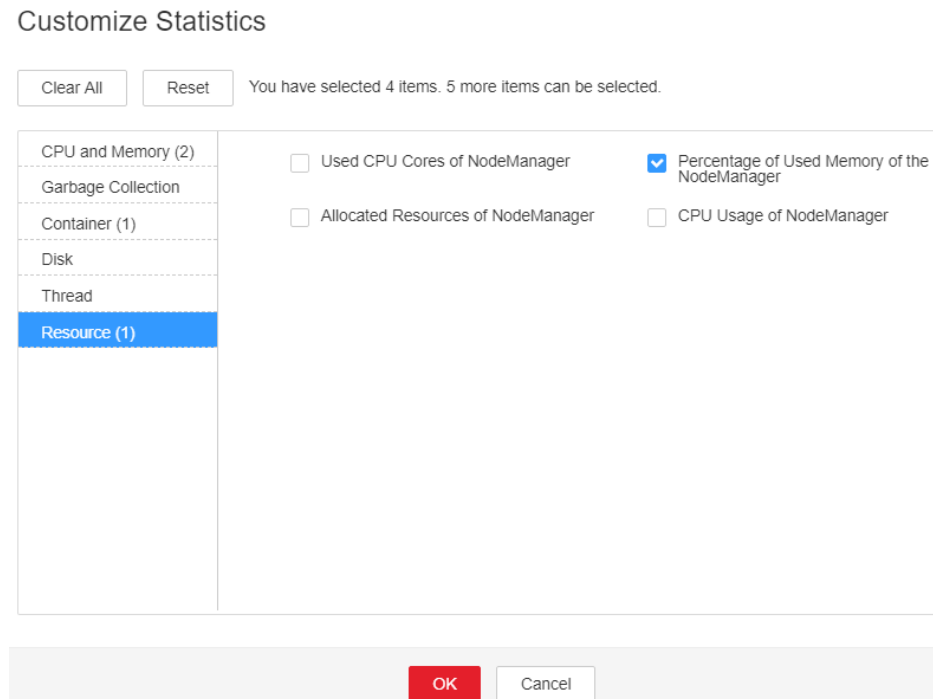 Customize Statistics
Clear All
Reset
You have selected 4 items. 5 more items can be selected.
CPU and Memory (2)
Garbage Collection
Container (1)
Disk
Thread
Resource (1)
Used CPU Cores of NodeManager
Percentage of Used Memory of the
NodeManager
Allocated Resources of NodeManager
CPU Usage of NodeManager
OK
Cancel